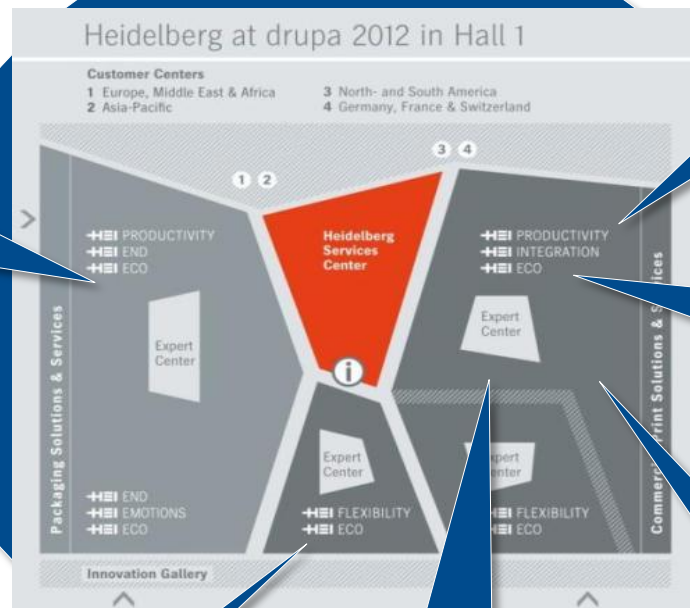 Heidelberg at drupa 2012 in Hall 1
Customer Centers
1 Europe, Middle East & Africa
2 Asia-Pacific
3 North- and South America
4 Germany, France & Switzerland
1 2
3 4
HEI PRODUCTIVITY
HEI END
HEI ECO
Heidelberg
Services
Center
HEI PRODUCTIVITY
HEI INTEGRATION
HEI ECO
Packaging Solutions & Services
Expert
Center
Expert
Center
i
Expert
Center
HEI END
HEI EMOTIONS
HEI ECO
HEI FLEXIBILITY
HEI ECO
HEI FLEXIBILITY
HEI ECO
Print Solutions & Services
Innovation Gallery